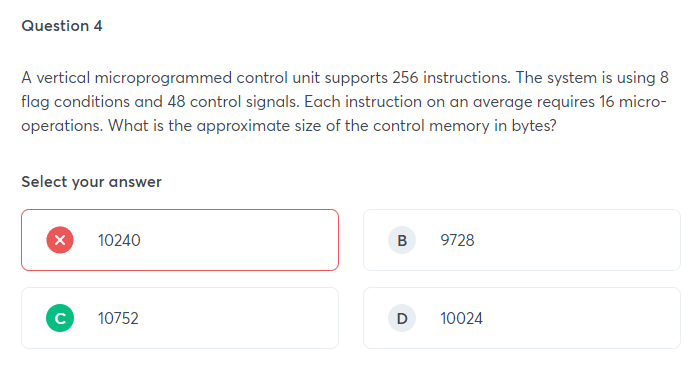 Question 4
A vertical microprogrammed control unit supports 256 instructions. The system is using 8
flag conditions and 48 control signals. Each instruction on an average requires 16 micro-
operations. What is the approximate size of the control memory in bytes?
Select your answer
10240
B 9728
C 10752
D 10024